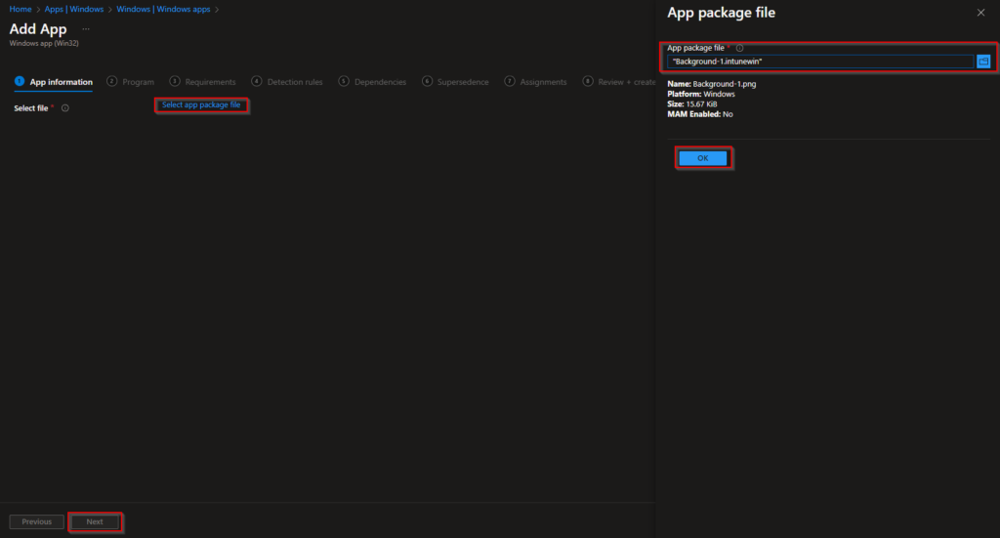 Home > Apps | Windows > Windows | Windows apps >
Add App ...
Windows app (Win32)
1 App information 2 Program 3 Requirements 4 Detection rules 5 Dependencies 6 Supersedence 7 Assignments 8 Review + create
Select file * Select app package file
Previous Next
App package file
App package file *
"Background-1.intunewin"
Name: Background-1.png
Platform: Windows
Size: 15.67 KiB
MAM Enabled: No
OK